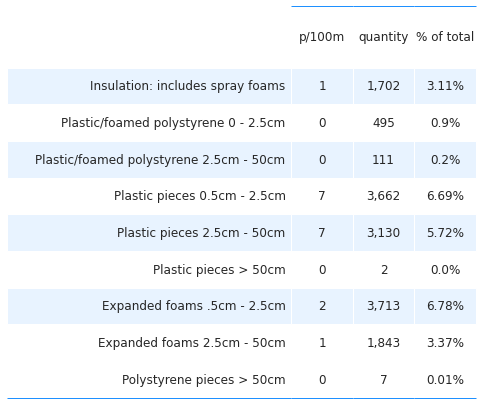 p/100m quantity % of total
Insulation: includes spray foams 1 1,702 3.11%
Plastic/foamed polystyrene 0 - 2.5cm 0 495 0.9%
Plastic/foamed polystyrene 2.5cm - 50cm 0 111 0.2%
Plastic pieces 0.5cm - 2.5cm 7 3,662 6.69%
Plastic pieces 2.5cm - 50cm 7 3,130 5.72%
Plastic pieces > 50cm 0 2 0.0%
Expanded foams .5cm - 2.5cm 2 3,713 6.78%
Expanded foams 2.5cm - 50cm 1 1,843 3.37%
Polystyrene pieces > 50cm 0 7 0.01%